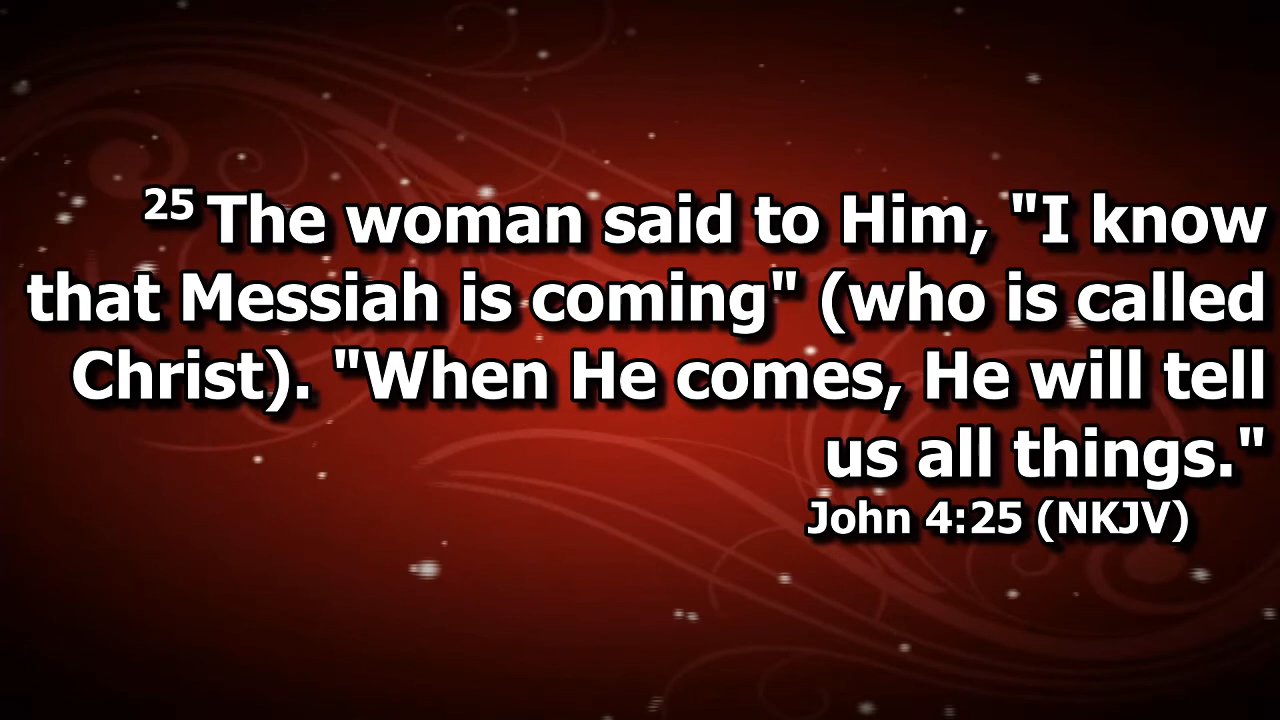 25 The woman said to Him, "I know
that Messiah is coming" (who is called
Christ). "When He comes, He will tell
us all things."
John 4:25 (NKJV)